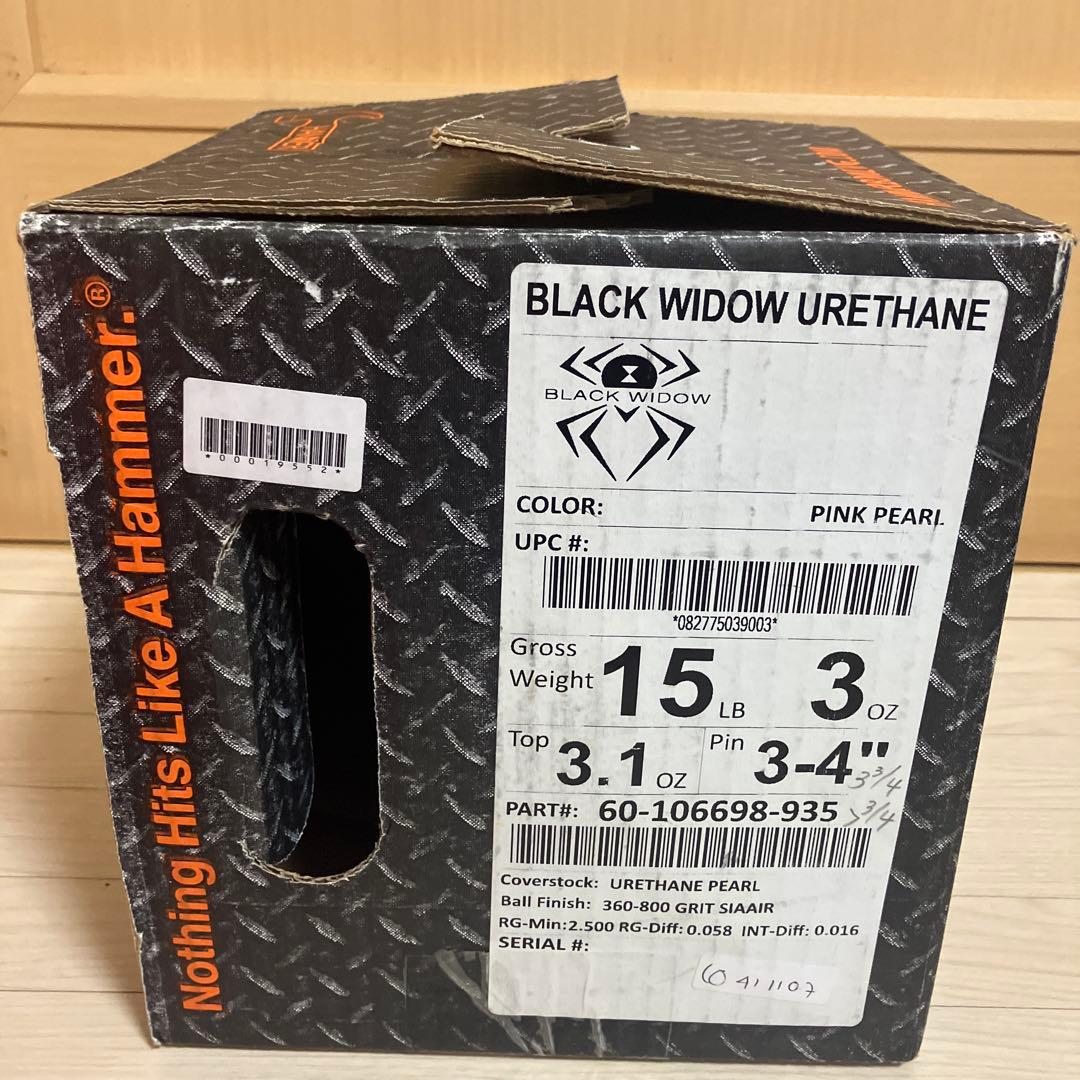 HAMMER
Nothing Hits Like A Hammer.®
*00019552*
BLACK WIDOW URETHANE
BLACK WIDOW
COLOR: PINK PEARL
UPC #:
*082775039003*
Gross Weight 15 LB 3 OZ
Top 3.1 OZ Pin 3-4" 3 3/4
PART#: 60-106698-935 > 3/4
Coverstock: URETHANE PEARL
Ball Finish: 360-800 GRIT SIAAIR
RG-Min:2.500 RG-Diff: 0.058 INT-Diff: 0.016
SERIAL #: